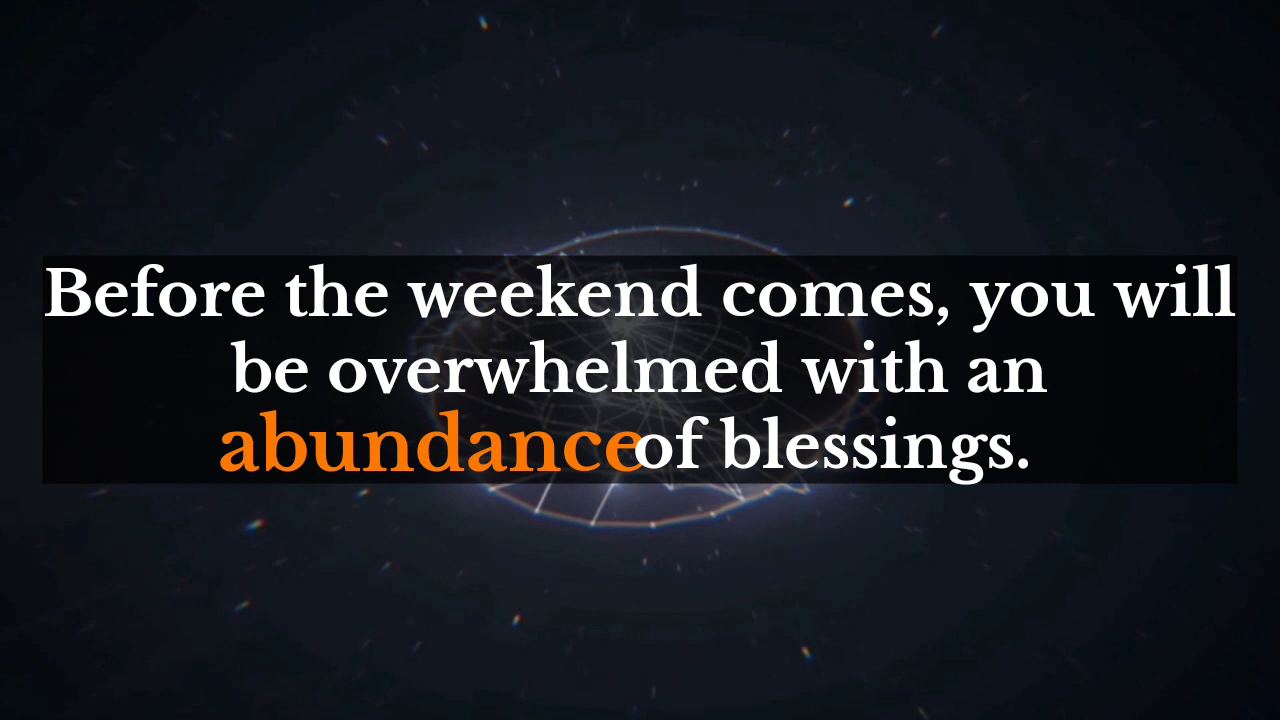 Before the weekend comes, you will
be overwhelmed with an
abundance of blessings.